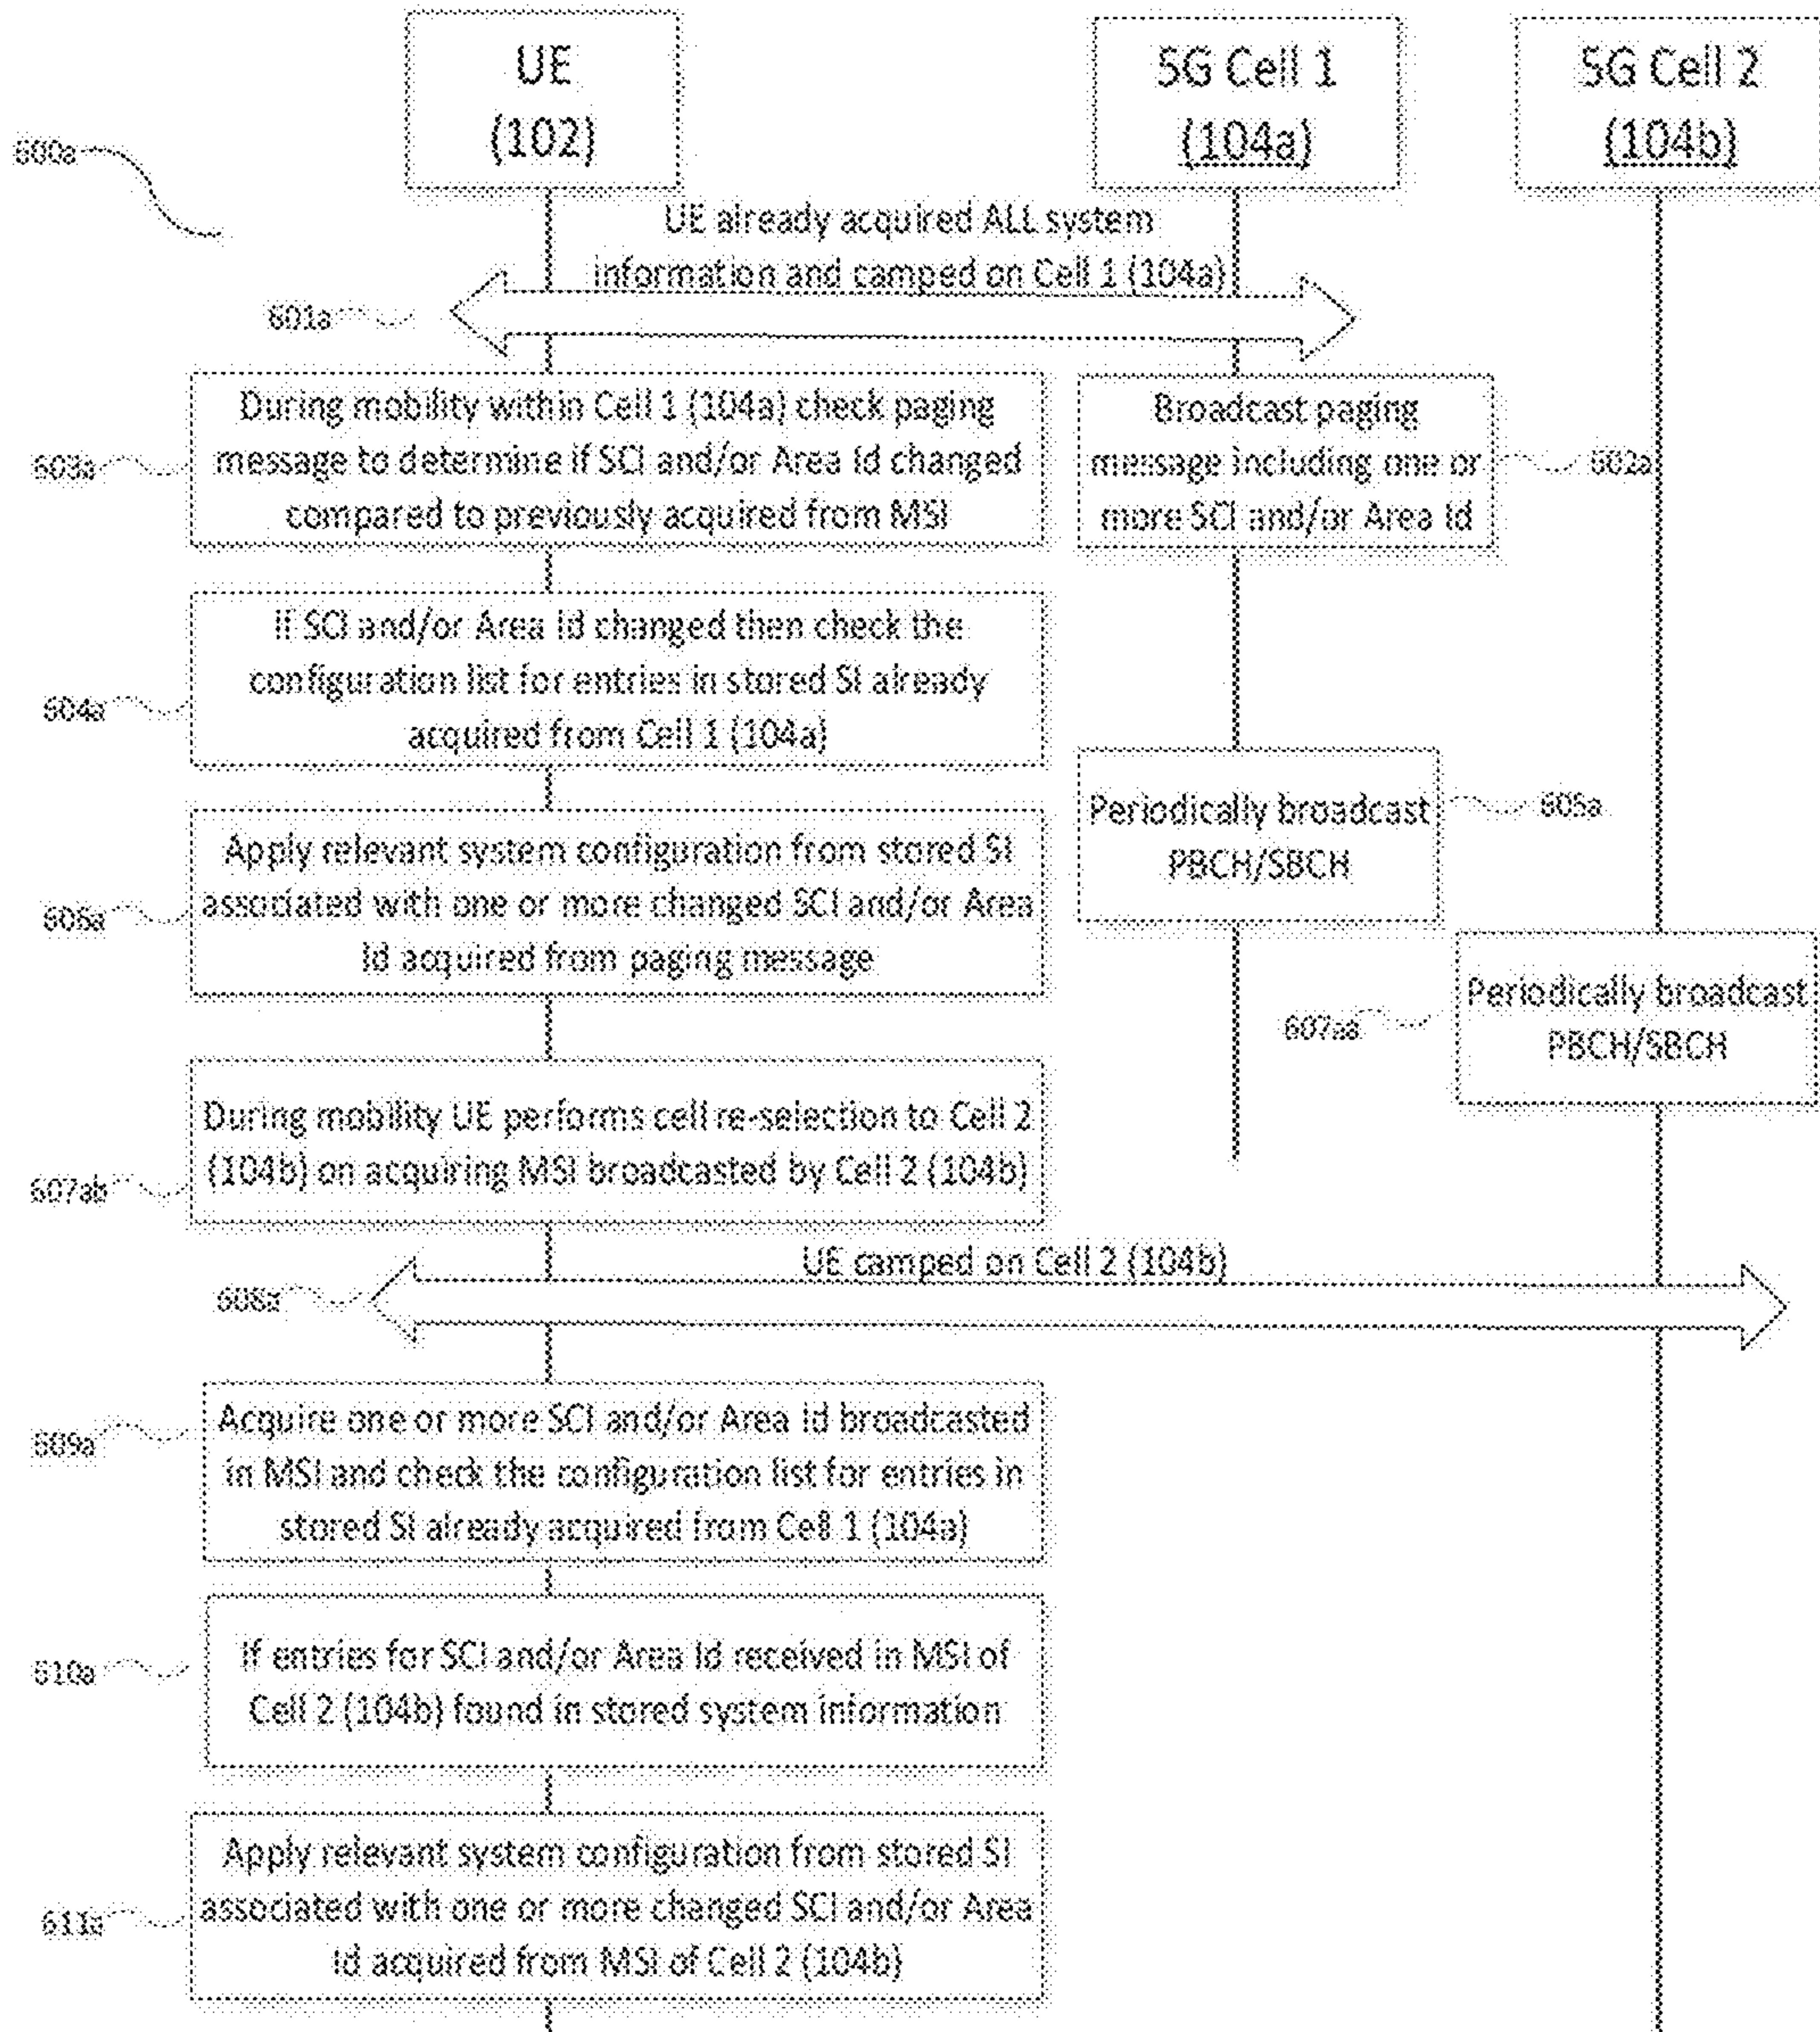 UE
(102)
5G Cell 1
(104a)
5G Cell 2
(104b)
600a
UE already acquired ALL system
information and camped on Cell 1 (104a)
601a
During mobility within Cell 1 (104a) check paging
message to determine if SCI and/or Area Id changed
compared to previously acquired from MSI
603a
Broadcast paging
message including one or
more SCI and/or Area Id
602a
If SCI and/or Area Id changed then check the
configuration list for entries in stored SI already
acquired from Cell 1 (104a)
604a
Periodically broadcast
PBCH/SBCH
605a
Apply relevant system configuration from stored SI
associated with one or more changed SCI and/or Area
Id acquired from paging message
606a
Periodically broadcast
PBCH/SBCH
607aa
During mobility UE performs cell re-selection to Cell 2
(104b) on acquiring MSI broadcasted by Cell 2 (104b)
607ab
UE camped on Cell 2 (104b)
608a
Acquire one or more SCI and/or Area Id broadcasted
in MSI and check the configuration list for entries in
stored SI already acquired from Cell 1 (104a)
609a
If entries for SCI and/or Area Id received in MSI of
Cell 2 (104b) found in stored system information
610a
Apply relevant system configuration from stored SI
associated with one or more changed SCI and/or Area
Id acquired from MSI of Cell 2 (104b)
611a